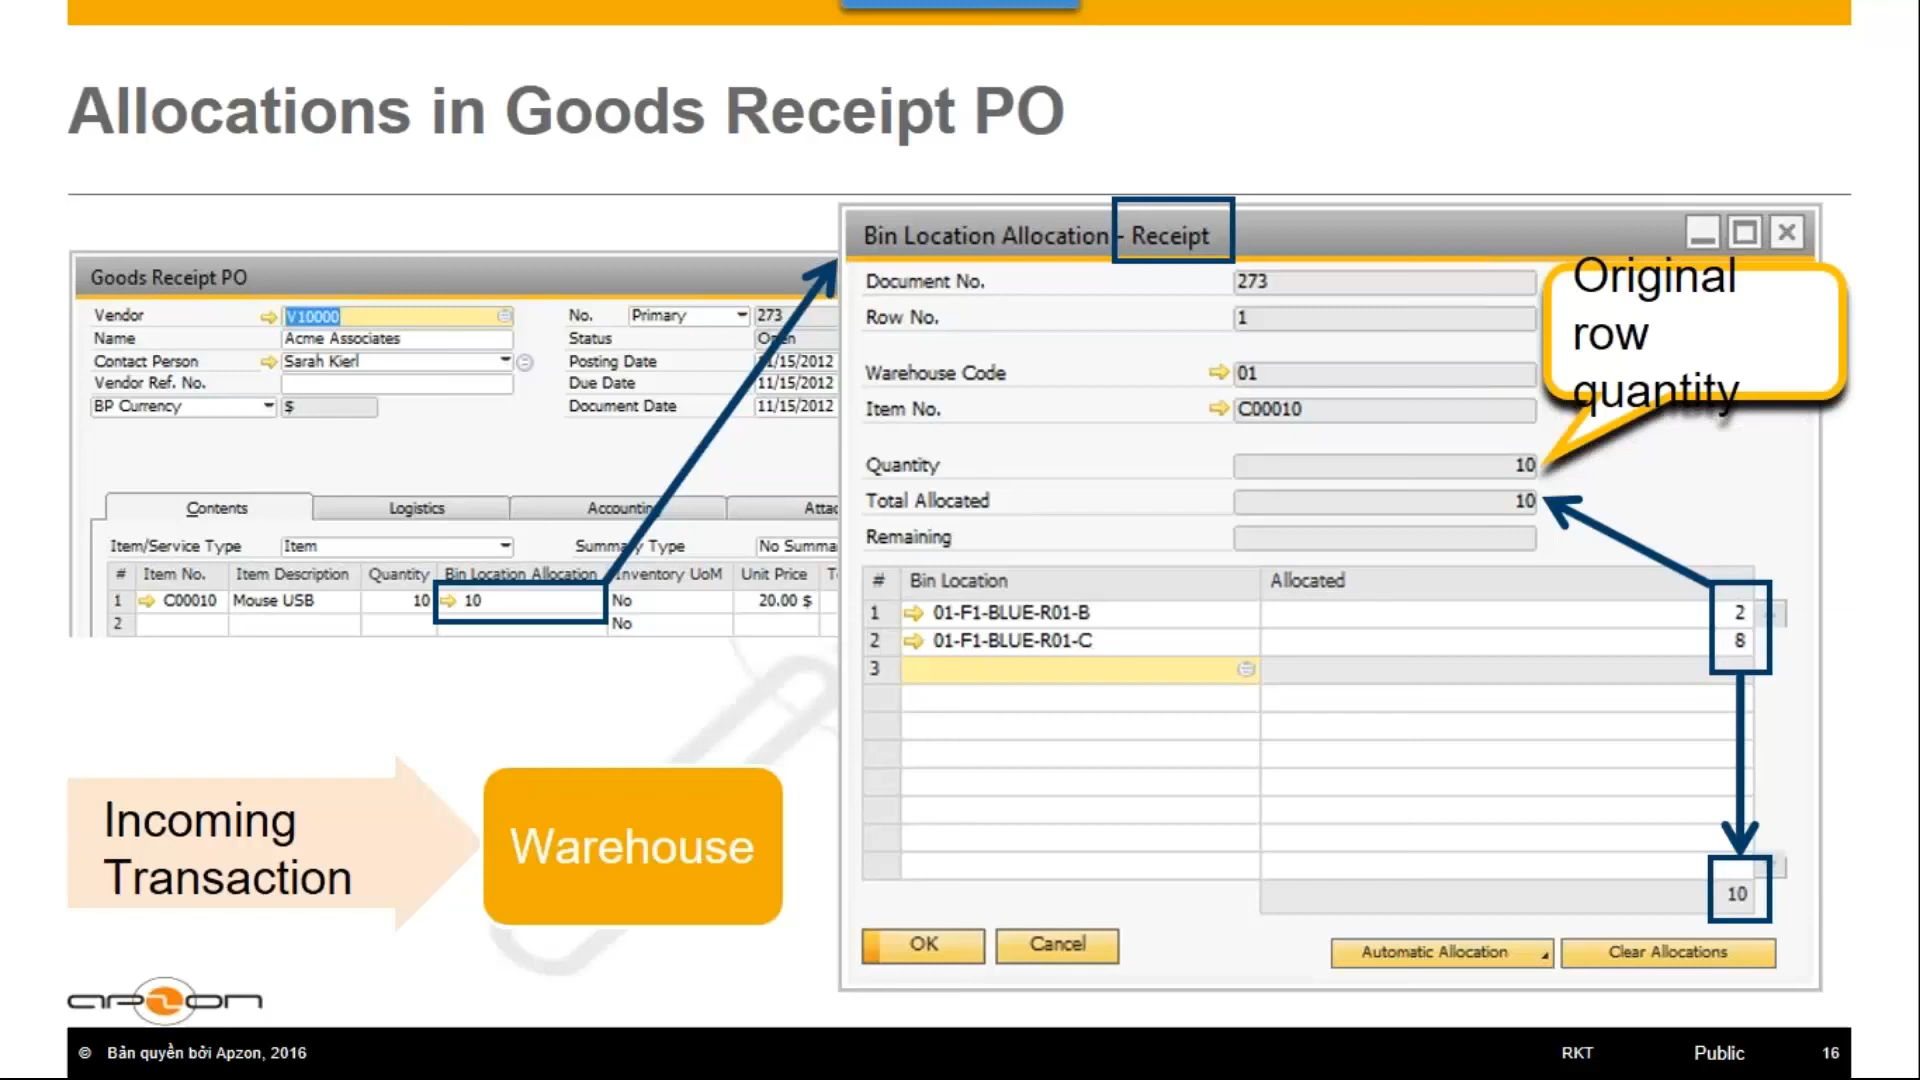 Allocations in Goods Receipt PO
Goods Receipt PO
Vendor V10000
Name Acme Associates
Contact Person Sarah Kierl
Vendor Ref. No.
BP Currency $
No. Primary 273
Status Open
Posting Date 11/15/2012
Due Date 11/15/2012
Document Date 11/15/2012
Contents Logistics Accounting
Item/Service Type Item Summary Type
# Item No. Item Description Quantity Bin Location Allocation Inventory UoM Unit Price
1 C00010 Mouse USB 10 10 No 20.00 $
2 No
Bin Location Allocation - Receipt
Document No. 273
Row No. 1
Warehouse Code 01
Item No. C00010
Quantity 10
Total Allocated 10
Remaining
Original
row
quantity
# Bin Location Allocated
1 01-F1-BLUE-R01-B 2
2 01-F1-BLUE-R01-C 8
3
10
OK Cancel Automatic Allocation Clear Allocations
Incoming
Transaction
Warehouse
apzon
© Bản quyền bởi Apzon, 2016 RKT Public 16